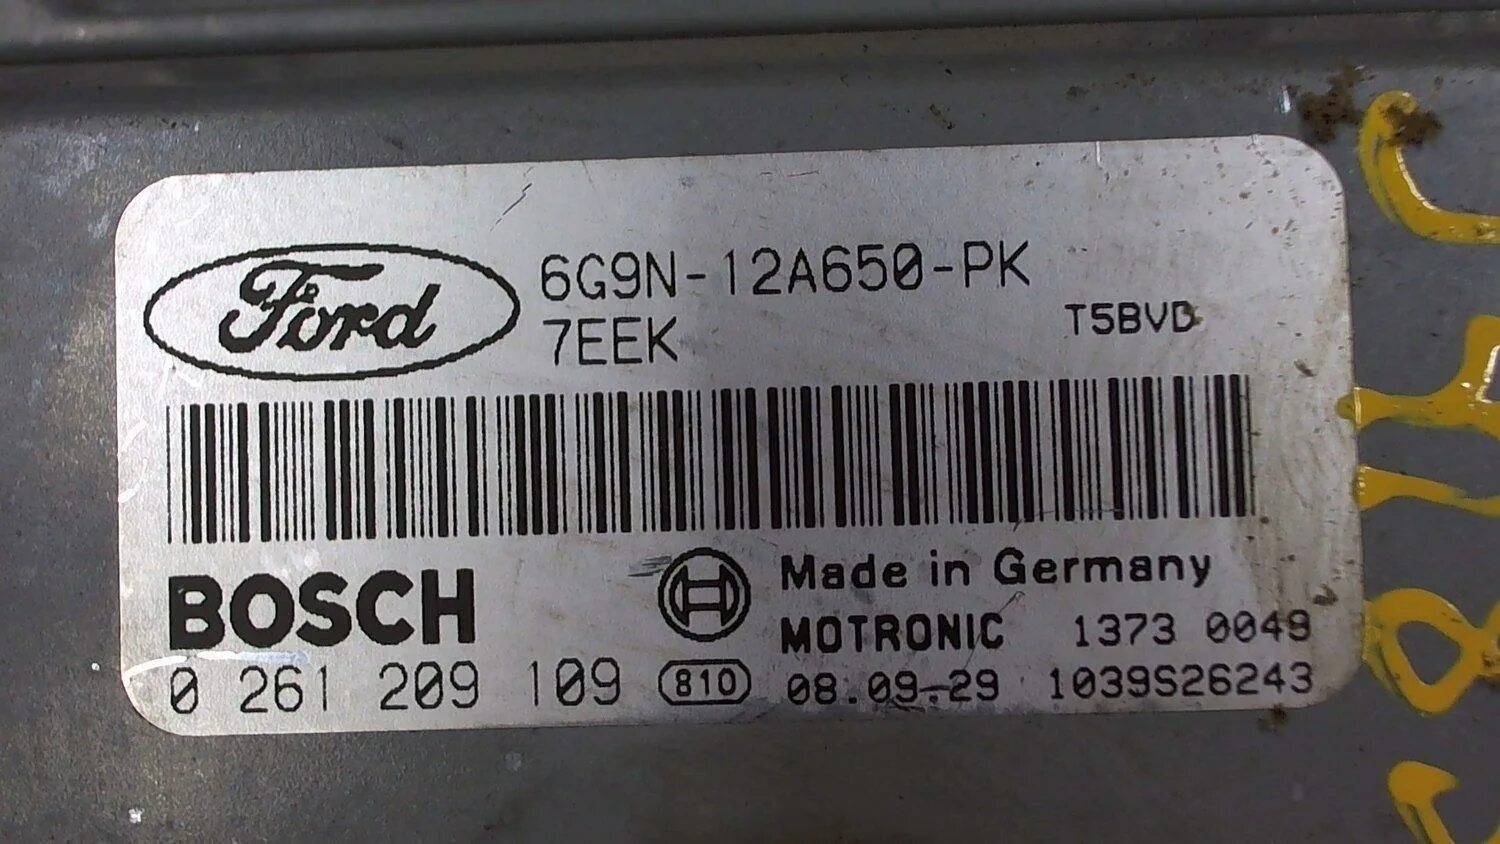 Ford
6G9N-12A650-PK
7EEK
T5BVD
BOSCH
Made in Germany
MOTRONIC 1373 0049
0 261 209 109 810 08.09-29 1039S26243